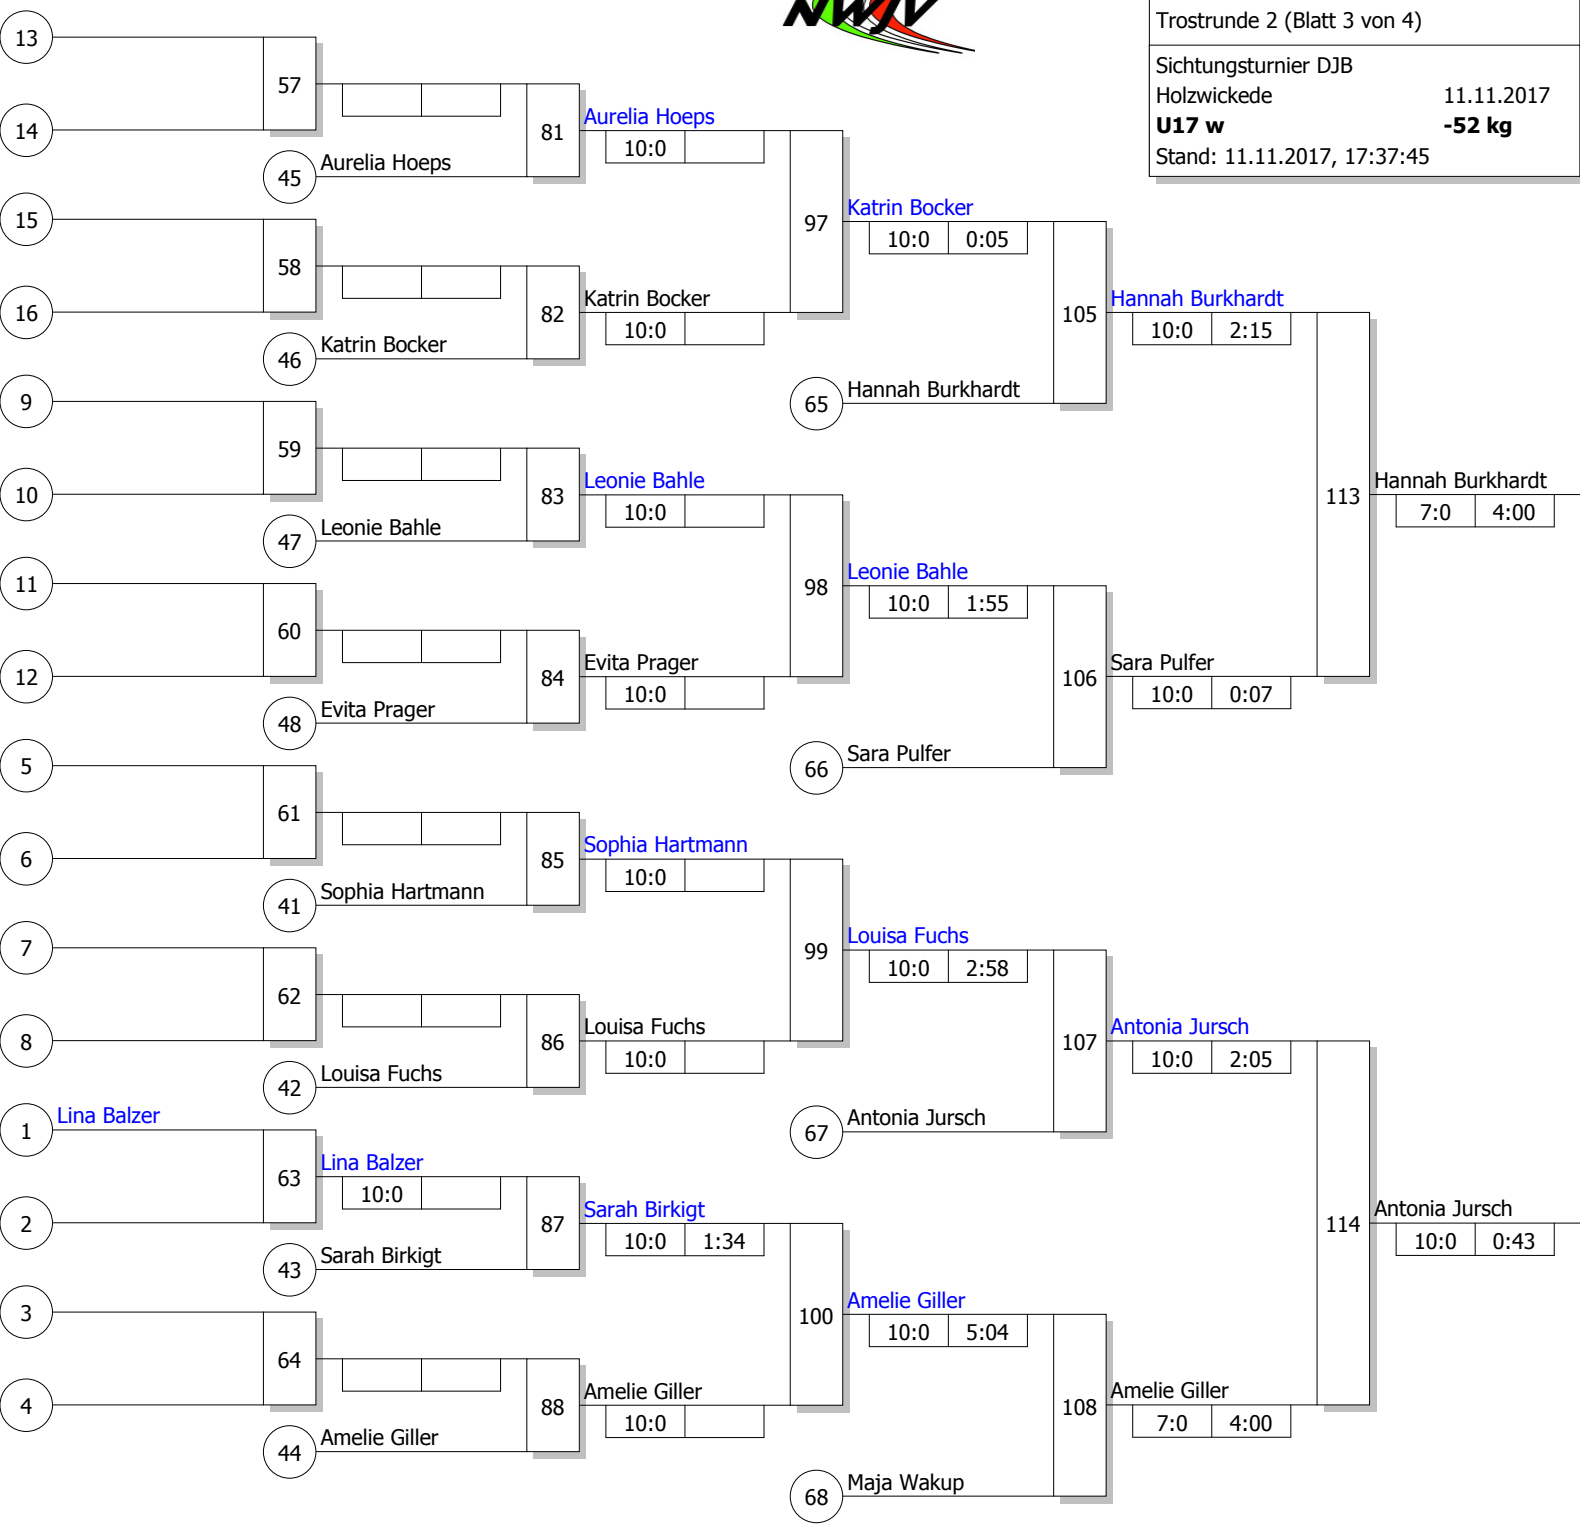 NWJV
Trostrunde 2 (Blatt 3 von 4)
Sichtungsturnier DJB
Holzwickede 11.11.2017
U17 w -52 kg
Stand: 11.11.2017, 17:37:45
13
57
14
81
Aurelia Hoeps
10:0
45
Aurelia Hoeps
15
97
Katrin Bocker
10:0 0:05
58
16
82
Katrin Bocker
10:0
46
Katrin Bocker
105
Hannah Burkhardt
10:0 2:15
65
Hannah Burkhardt
9
59
10
83
Leonie Bahle
10:0
47
Leonie Bahle
113
Hannah Burkhardt
7:0 4:00
11
98
Leonie Bahle
10:0 1:55
60
12
84
Evita Prager
10:0
48
Evita Prager
106
Sara Pulfer
10:0 0:07
66
Sara Pulfer
5
61
6
85
Sophia Hartmann
10:0
41
Sophia Hartmann
7
99
Louisa Fuchs
10:0 2:58
62
8
86
Louisa Fuchs
10:0
42
Louisa Fuchs
107
Antonia Jursch
10:0 2:05
67
Antonia Jursch
1
Lina Balzer
63
Lina Balzer
10:0
2
87
Sarah Birkigt
10:0 1:34
43
Sarah Birkigt
114
Antonia Jursch
10:0 0:43
3
100
Amelie Giller
10:0 5:04
64
4
88
Amelie Giller
10:0
44
Amelie Giller
108
Amelie Giller
7:0 4:00
68
Maja Wakup